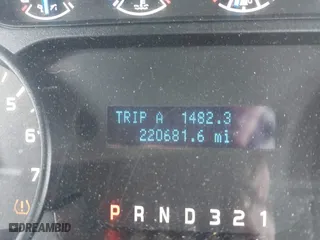 TRIP A 1482.3
220681.6 mi
5
6
7
P R N D 3 2 1
DREAMBID